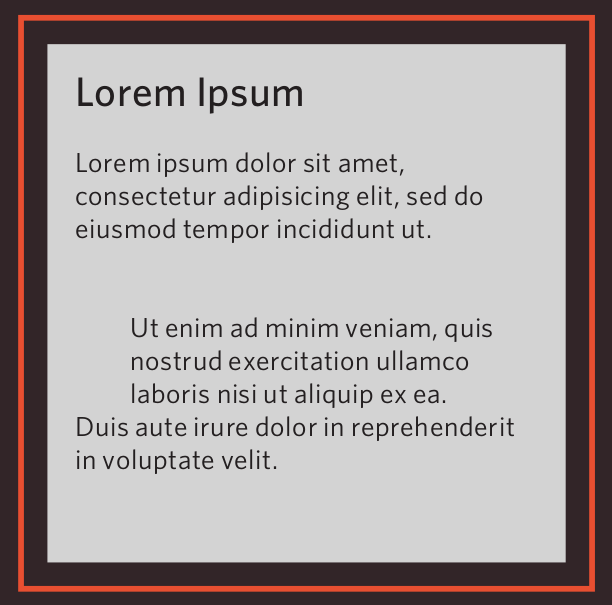 Lorem Ipsum
Lorem ipsum dolor sit amet,
consectetur adipisicing elit, sed do
eiusmod tempor incididunt ut.
Ut enim ad minim veniam, quis
nostrud exercitation ullamco
laboris nisi ut aliquip ex ea.
Duis aute irure dolor in reprehenderit
in voluptate velit.